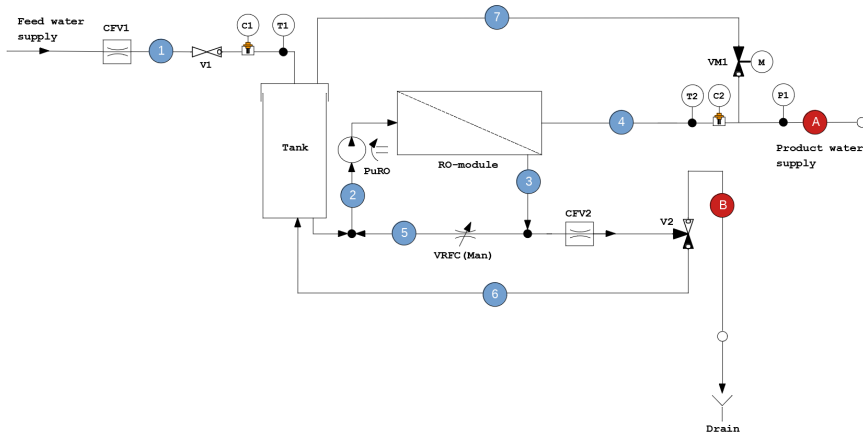 Feed water
supply
CFV1
1
V1
C1
T1
7
VM1
M
Tank
PuRO
RO-module
4
T2
C2
P1
A
Product water
supply
2
3
5
VRFC(Man)
CFV2
V2
B
6
Drain